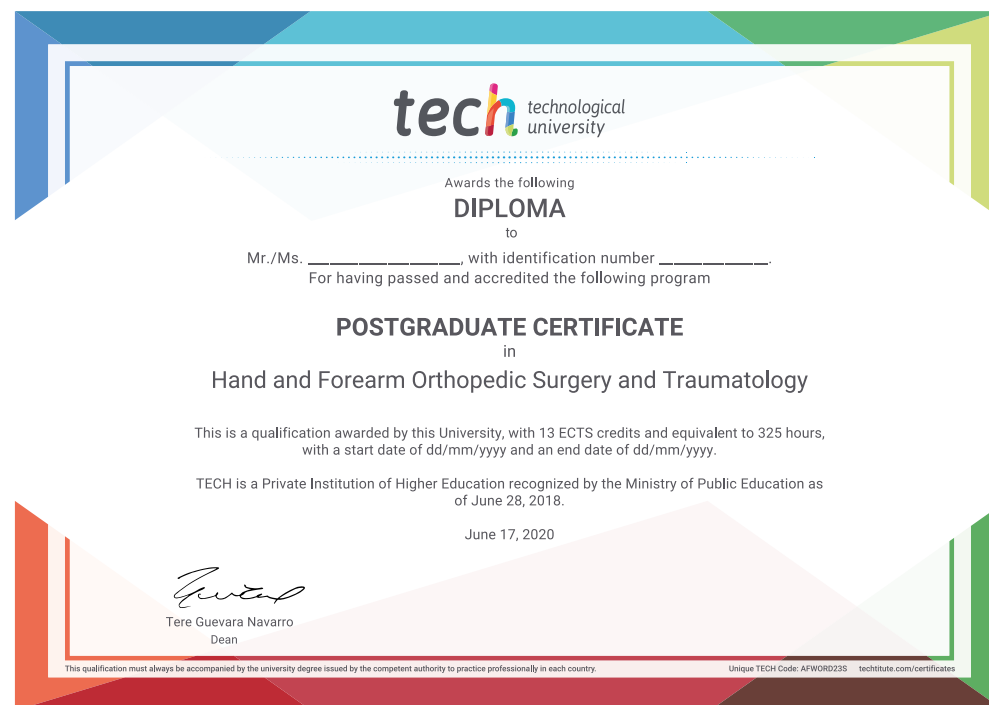 tech technological
university
Awards the following
DIPLOMA
to
Mr./Ms. ____________________, with identification number ______________.
For having passed and accredited the following program
POSTGRADUATE CERTIFICATE
in
Hand and Forearm Orthopedic Surgery and Traumatology
This is a qualification awarded by this University, with 13 ECTS credits and equivalent to 325 hours,
with a start date of dd/mm/yyyy and an end date of dd/mm/yyyy.
TECH is a Private Institution of Higher Education recognized by the Ministry of Public Education as
of June 28, 2018.
June 17, 2020
Tere Guevara Navarro
Dean
This qualification must always be accompanied by the university degree issued by the competent authority to practice professionally in each country. Unique TECH Code: AFWORD23S techtitute.com/certificates